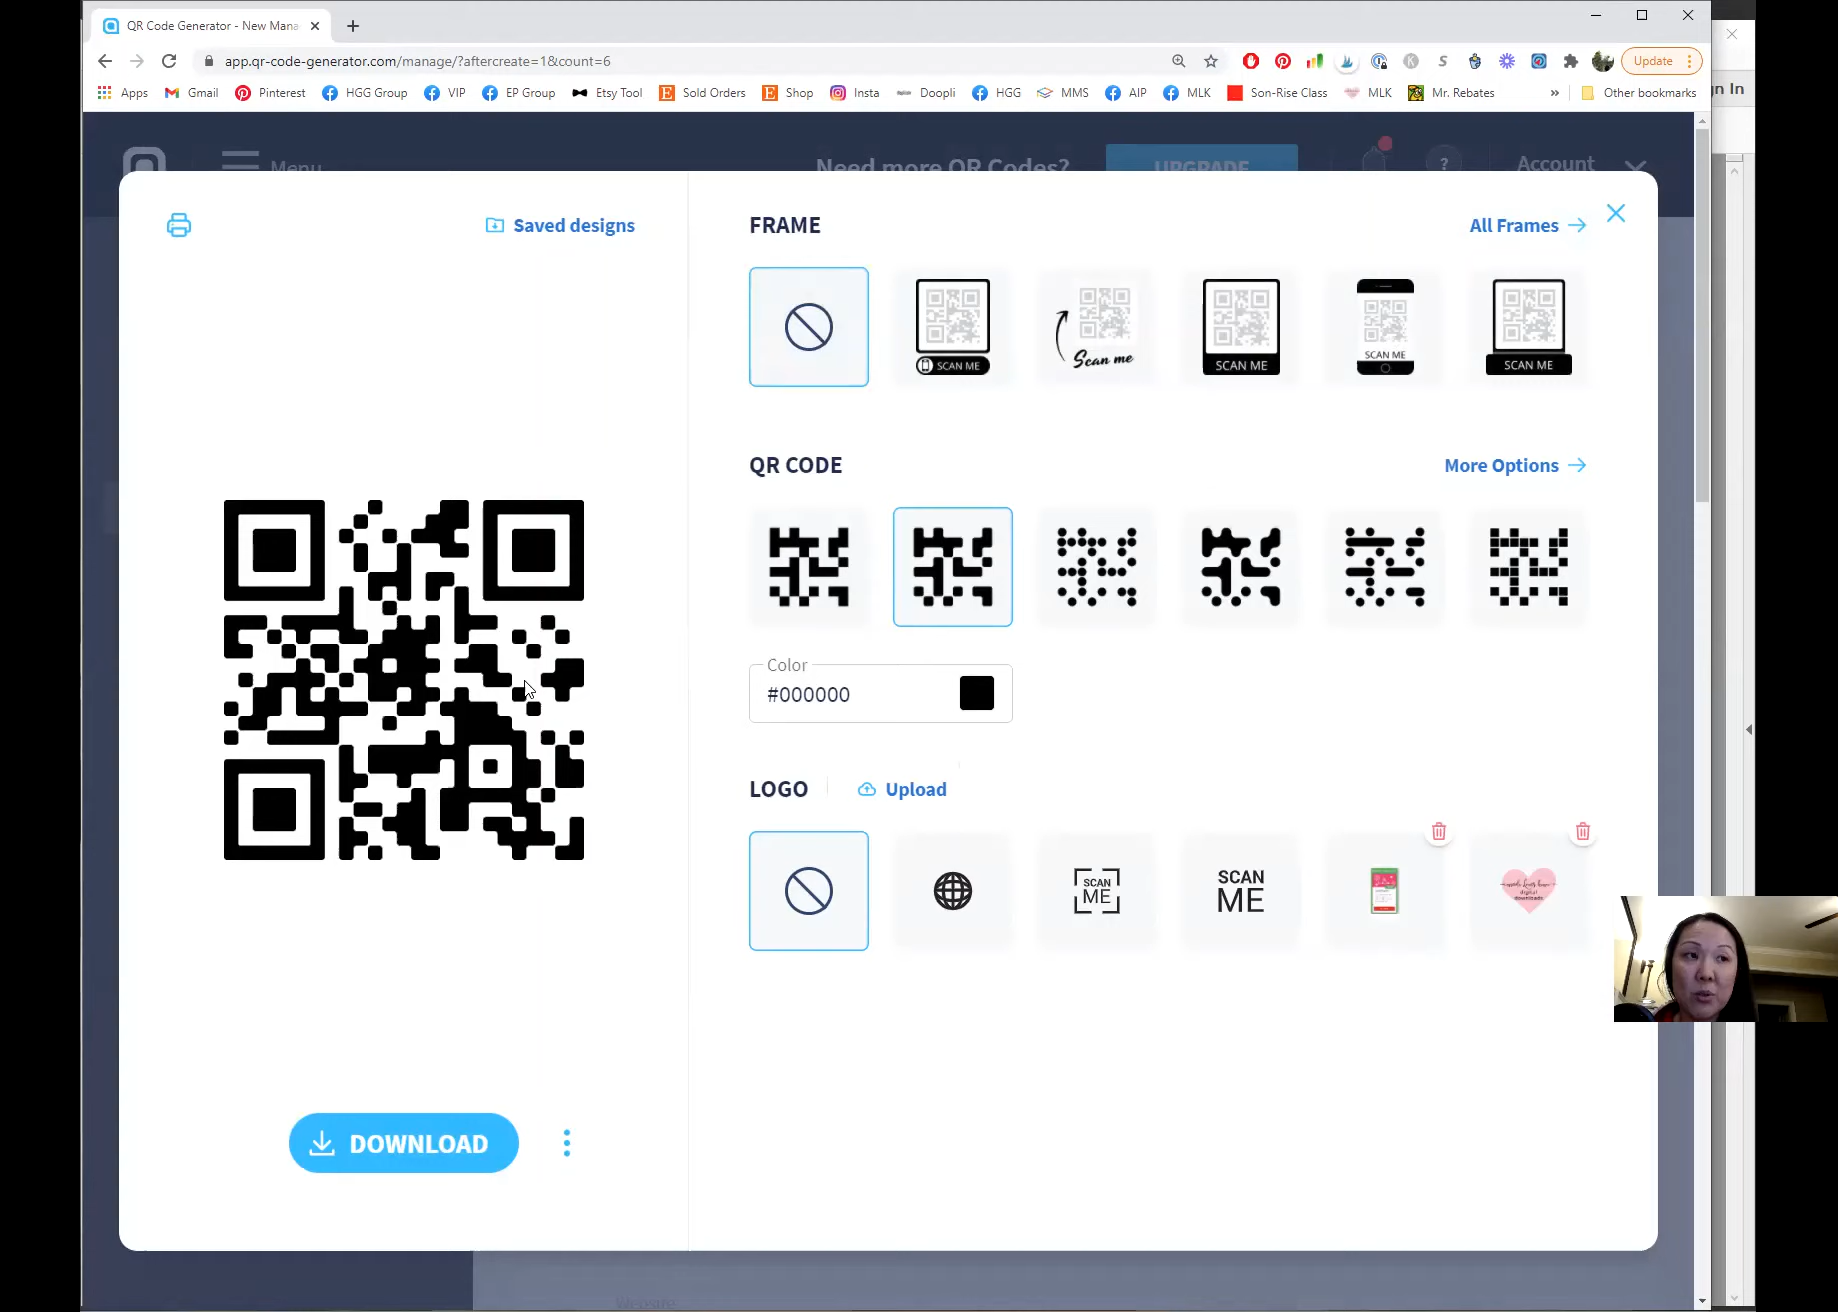 QR Code Generator - New Mana
app.qr-code-generator.com/manage/?aftercreate=1&count=6
Update
Apps Gmail Pinterest HGG Group VIP EP Group Etsy Tool Sold Orders Shop Insta Doopli HGG MMS AIP MLK Son-Rise Class MLK Mr. Rebates » Other bookmarks
n In
Menu Need more QR Codes? UPGRADE ? Account
Saved designs
FRAME All Frames
SCAN ME Scan me SCAN ME SCAN ME SCAN ME
QR CODE More Options
Color
#000000
LOGO Upload
SCAN
ME
SCAN
ME
digital
downloads
DOWNLOAD